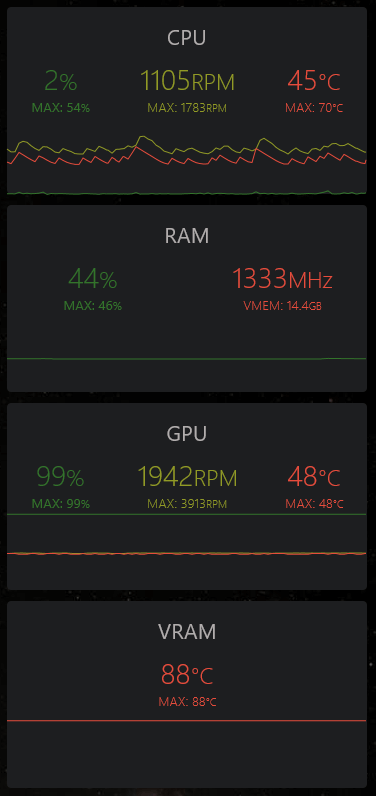 CPU
2% 1105RPM 45°C
MAX: 54% MAX: 1783RPM MAX: 70°C
RAM
44% 1333MHz
MAX: 46% VMEM: 14.4GB
GPU
99% 1942RPM 48°C
MAX: 99% MAX: 3913RPM MAX: 48°C
VRAM
88°C
MAX: 88°C